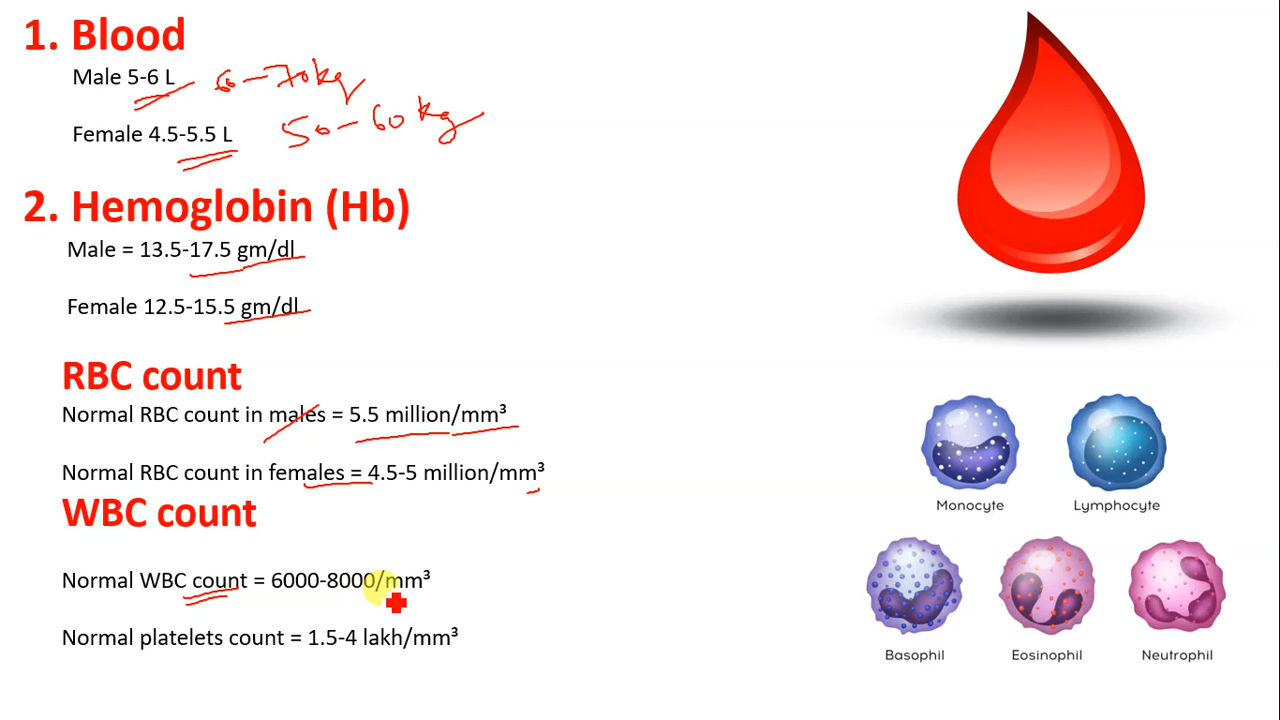 1. Blood
Male 5-6 L 60-70kg
Female 4.5-5.5 L 50-60 kg
2. Hemoglobin (Hb)
Male = 13.5-17.5 gm/dl
Female 12.5-15.5 gm/dl
RBC count
Normal RBC count in males = 5.5 million/mm³
Normal RBC count in females = 4.5-5 million/mm³
WBC count
Normal WBC count = 6000-8000/mm³
Normal platelets count = 1.5-4 lakh/mm³
Monocyte
Lymphocyte
Basophil
Eosinophil
Neutrophil